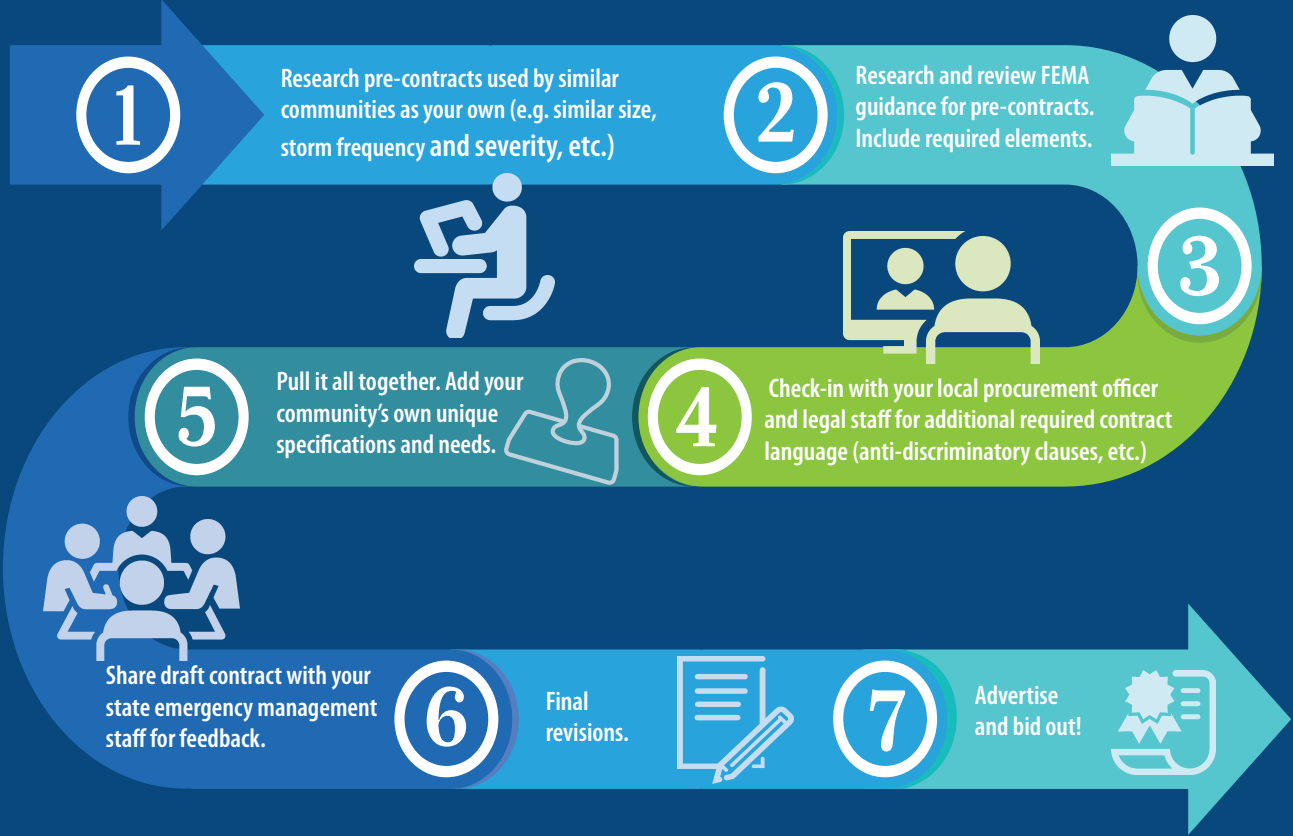 1
Research pre-contracts used by similar
communities as your own (e.g. similar size,
storm frequency and severity, etc.)
2
Research and review FEMA
guidance for pre-contracts.
Include required elements.
3
Check-in with your local procurement officer
and legal staff for additional required contract
language (anti-discriminatory clauses, etc.)
4
Pull it all together. Add your
community's own unique
specifications and needs.
5
Share draft contract with your
state emergency management
staff for feedback.
6
Final
revisions.
7
Advertise
and bid out!